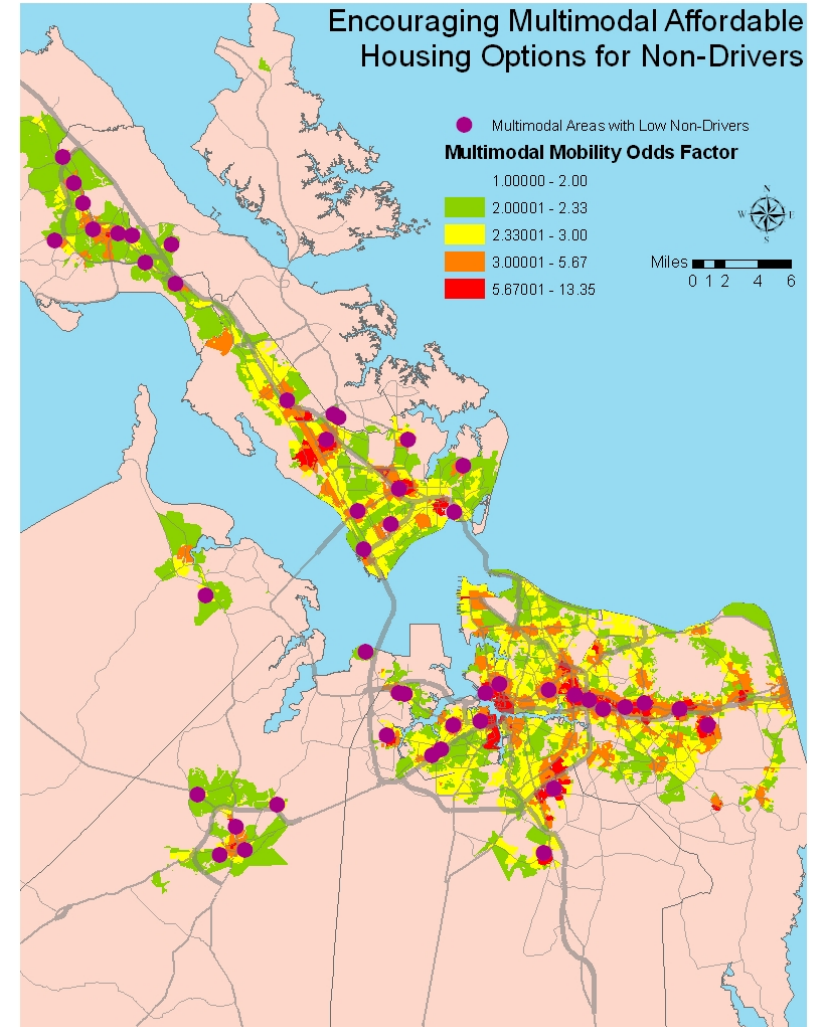 Encouraging Multimodal Affordable
Housing Options for Non-Drivers
Multimodal Areas with Low Non-Drivers
Multimodal Mobility Odds Factor
1.00000 - 2.00
2.00001 - 2.33
2.33001 - 3.00
3.00001 - 5.67
5.67001 - 13.35
N
W E
S
Miles
0 1 2 4 6